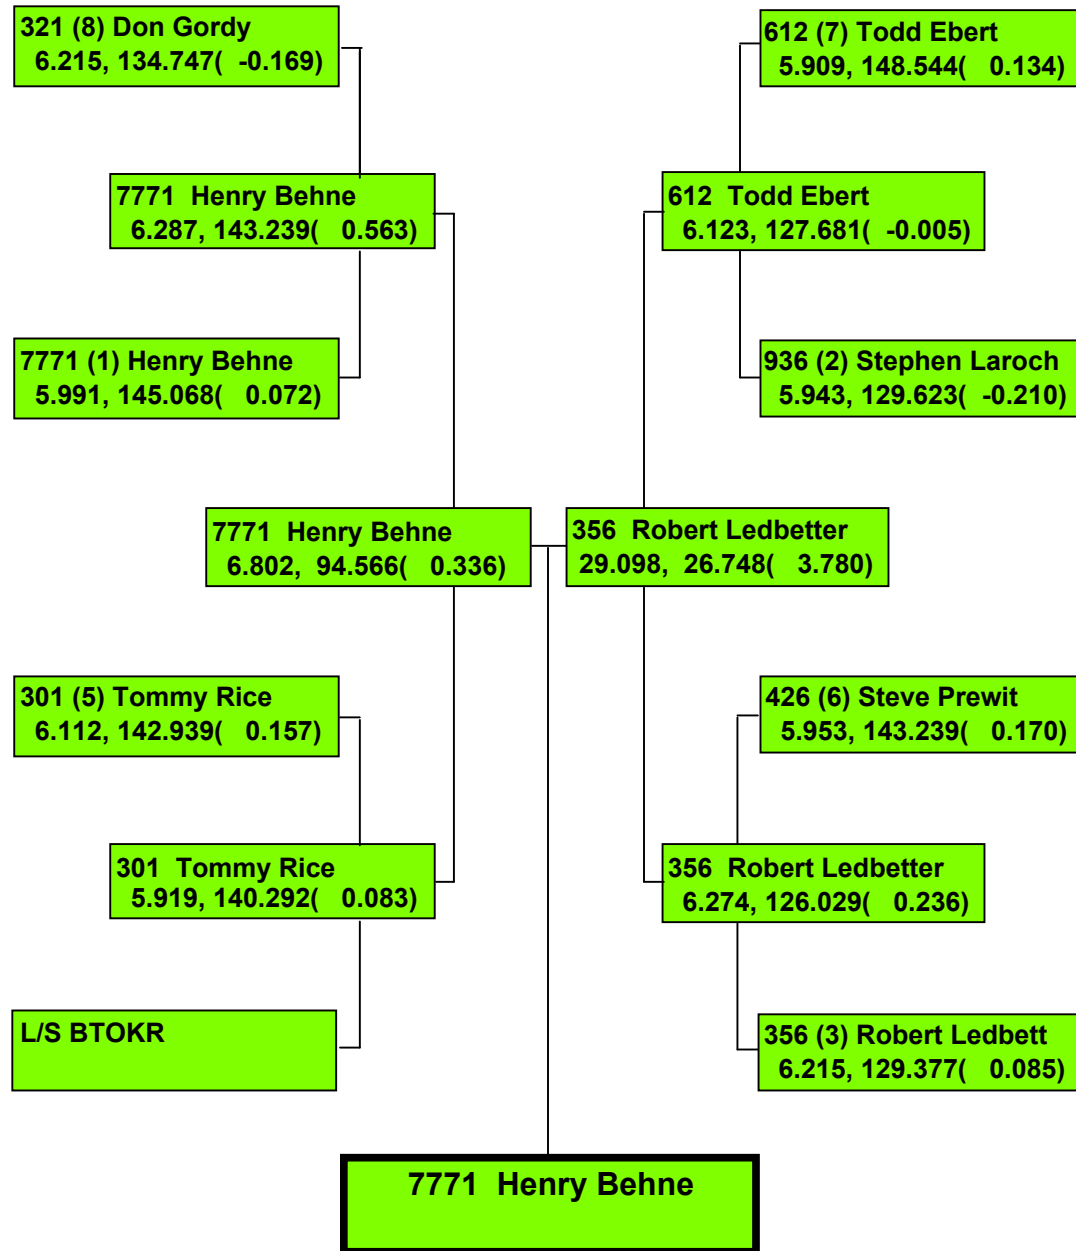 321 (8) Don Gordy
6.215, 134.747( -0.169)
612 (7) Todd Ebert
5.909, 148.544( 0.134)
7771 Henry Behne
6.287, 143.239( 0.563)
612 Todd Ebert
6.123, 127.681( -0.005)
7771 (1) Henry Behne
5.991, 145.068( 0.072)
936 (2) Stephen Laroch
5.943, 129.623( -0.210)
7771 Henry Behne
6.802, 94.566( 0.336)
356 Robert Ledbetter
29.098, 26.748( 3.780)
301 (5) Tommy Rice
6.112, 142.939( 0.157)
426 (6) Steve Prewit
5.953, 143.239( 0.170)
301 Tommy Rice
5.919, 140.292( 0.083)
356 Robert Ledbetter
6.274, 126.029( 0.236)
L/S BTOKR
356 (3) Robert Ledbett
6.215, 129.377( 0.085)
7771 Henry Behne